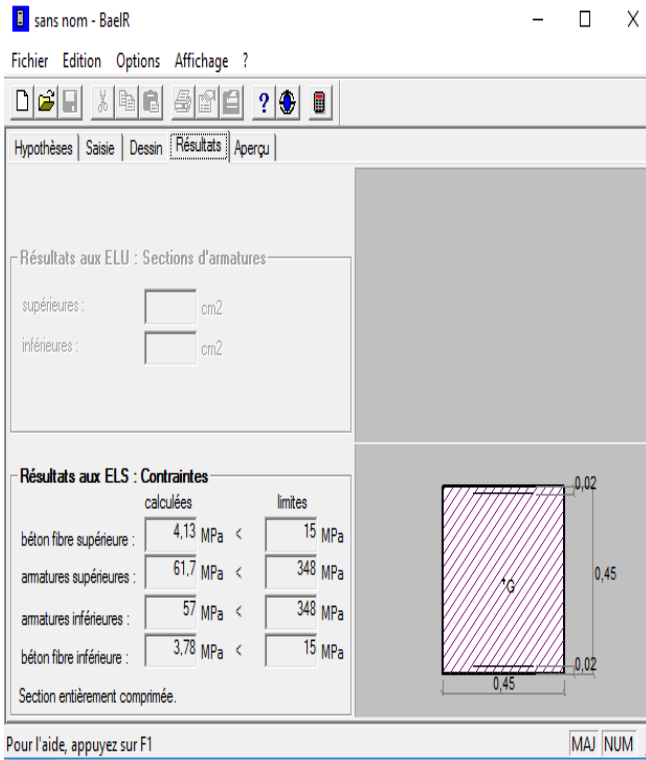 sans nom - BaelR
Fichier Edition Options Affichage ?
Hypothèses Saisie Dessin Résultats Aperçu
Résultats aux ELU : Sections d'armatures
supérieures : cm2
inférieures : cm2
Résultats aux ELS : Contraintes
calculées limites
béton fibre supérieure : 4,13 MPa < 15 MPa
armatures supérieures : 61,7 MPa < 348 MPa
armatures inférieures : 57 MPa < 348 MPa
béton fibre inférieure : 3,78 MPa < 15 MPa
Section entièrement comprimée.
0,02
0,45
G
0,02
0,45
Pour l'aide, appuyez sur F1 MAJ NUM